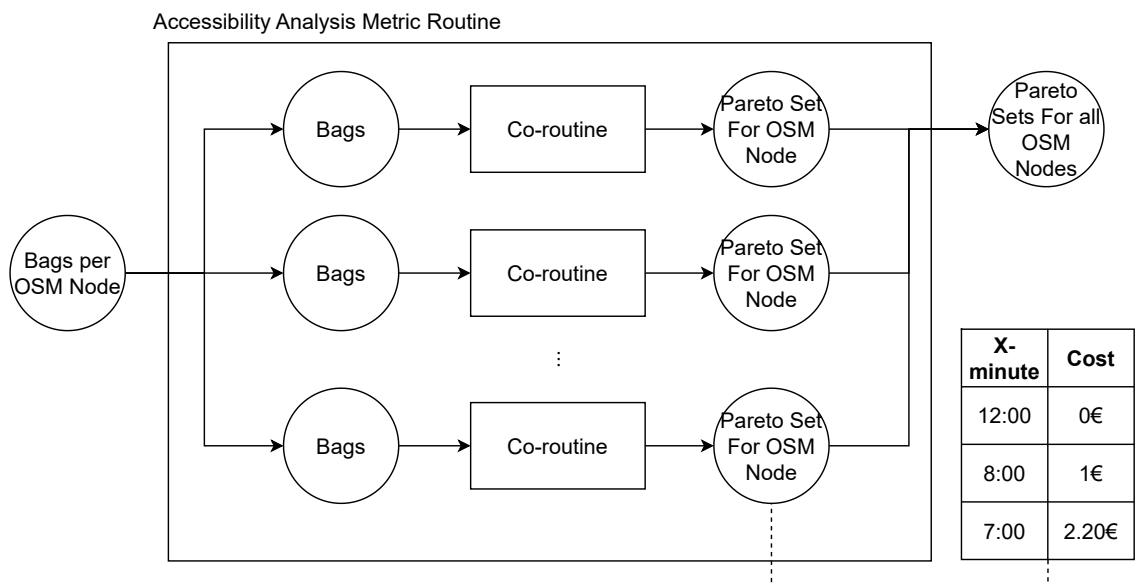 Accessibility Analysis Metric Routine
Bags
Co-routine
Pareto Set
For OSM
Node
Pareto
Sets For all
OSM
Nodes
Bags per
OSM Node
Bags
Co-routine
Pareto Set
For OSM
Node
⋮
Bags
Co-routine
Pareto Set
For OSM
Node
X-
minute
Cost
12:00
0€
8:00
1€
7:00
2.20€